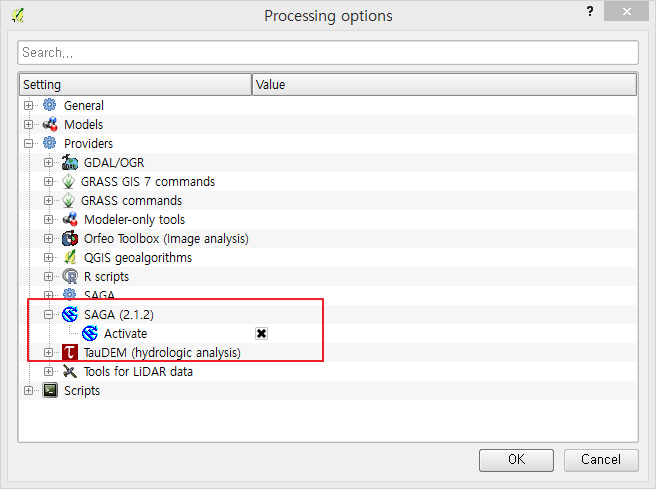 Processing options
?
Search...
Setting Value
General
Models
Providers
GDAL/OGR
GRASS GIS 7 commands
GRASS commands
Modeler-only tools
Orfeo Toolbox (Image analysis)
QGIS geoalgorithms
R scripts
SAGA
SAGA (2.1.2)
Activate
TauDEM (hydrologic analysis)
Tools for LiDAR data
Scripts
OK Cancel